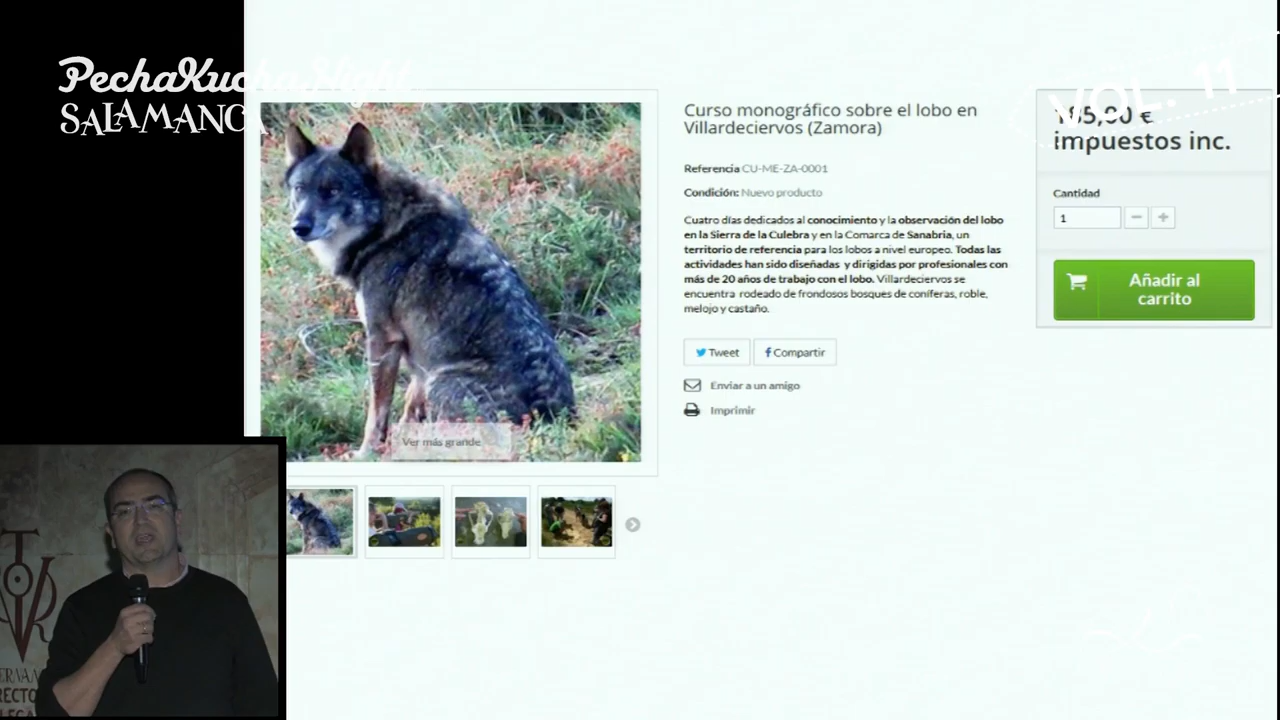 PechaKucha Night
SALAMANCA
VOL. 11
Curso monográfico sobre el lobo en
Villardeciervos (Zamora)
Referencia CU-ME-ZA-0001
Condición: Nuevo producto
Cuatro días dedicados al conocimiento y la observación del lobo
en la Sierra de la Culebra y en la Comarca de Sanabria, un
territorio de referencia para los lobos a nivel europeo. Todas las
actividades han sido diseñadas y dirigidas por profesionales con
más de 20 años de trabajo con el lobo. Villardeciervos se
encuentra rodeado de frondosos bosques de coníferas, roble,
melojo y castaño.
Tweet
Compartir
Enviar a un amigo
Imprimir
€
impuestos inc.
Cantidad
1
Añadir al
carrito
Ver más grande